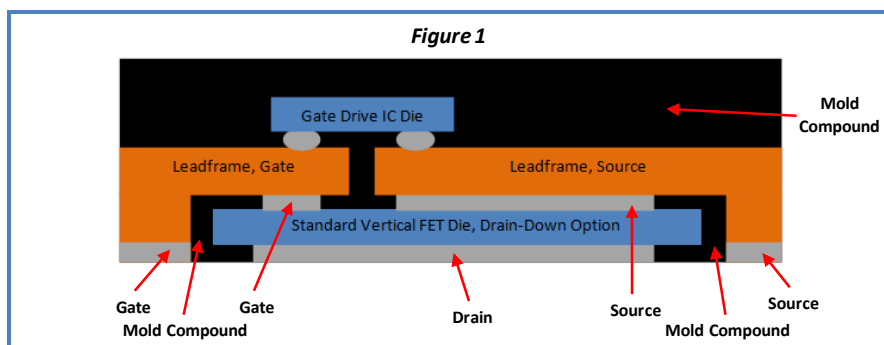 Figure 1
Gate Drive IC Die
Mold
Compound
Leadframe, Gate
Leadframe, Source
Standard Vertical FET Die, Drain-Down Option
Gate
Mold Compound
Gate
Drain
Source
Mold Compound
Source